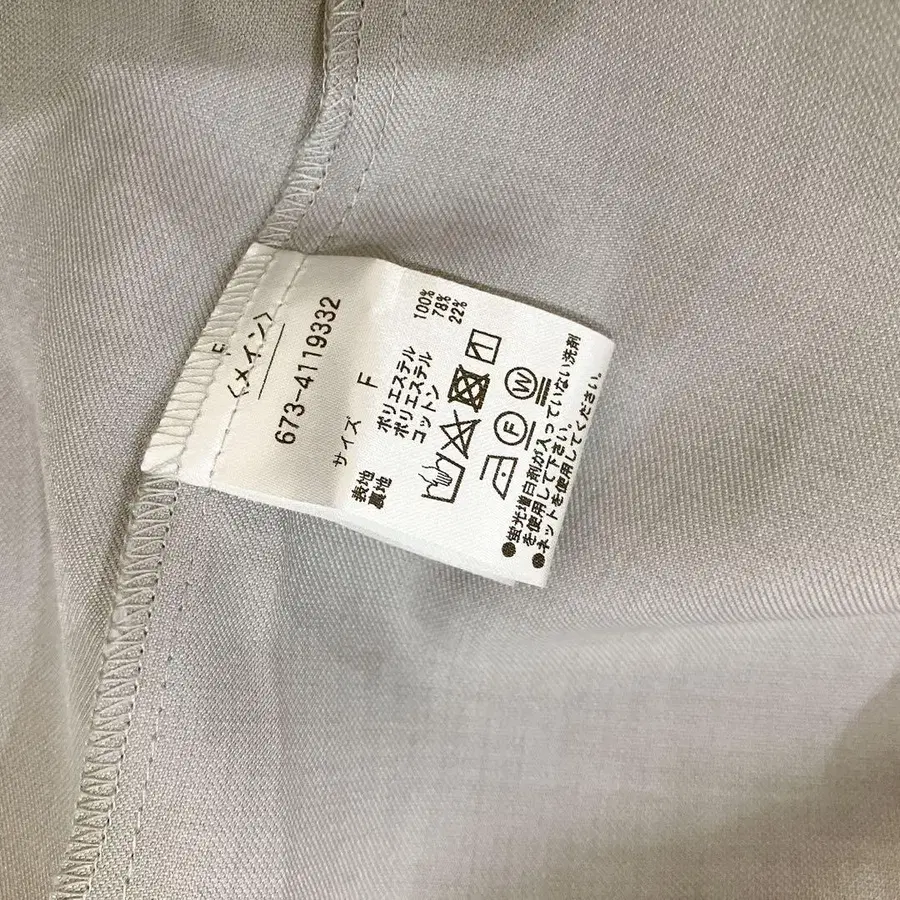 F
〈メイン〉
673-4119332
サイズ F
表地 ポリエステル 100%
裏地 ポリエステル 78%
コットン 22%
F W
●蛍光増白剤が入っていない洗剤
を使用して下さい。
●ネットを使用してください。